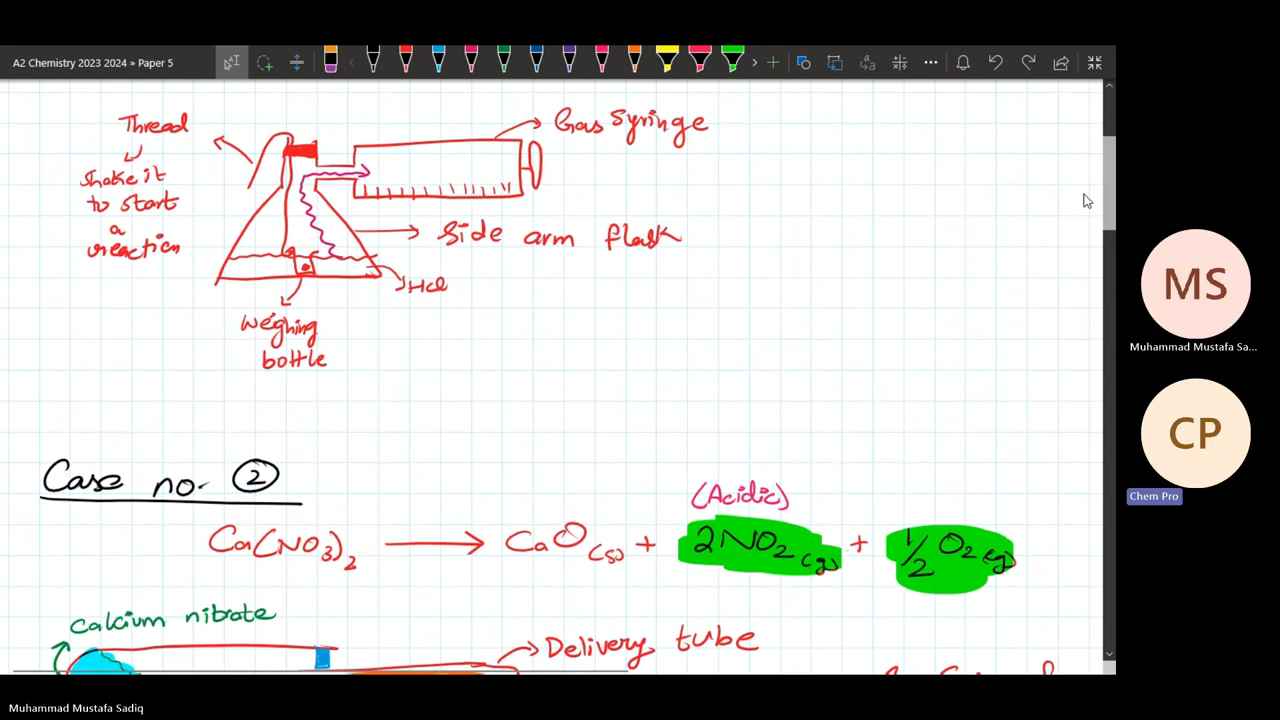 A2 Chemistry 2023 2024 » Paper 5
Thread
shake it
to start
a
reaction
Gas Syringe
Side arm flask
HCl
Weighing
bottle
Case no. ②
(Acidic)
Ca(NO3)2 ⟶ CaO(s) + 2NO2(g) + 1/2 O2(g)
Calcium nitrate
Delivery tube
MS
Muhammad Mustafa Sa...
CP
Chem Pro
Muhammad Mustafa Sadiq